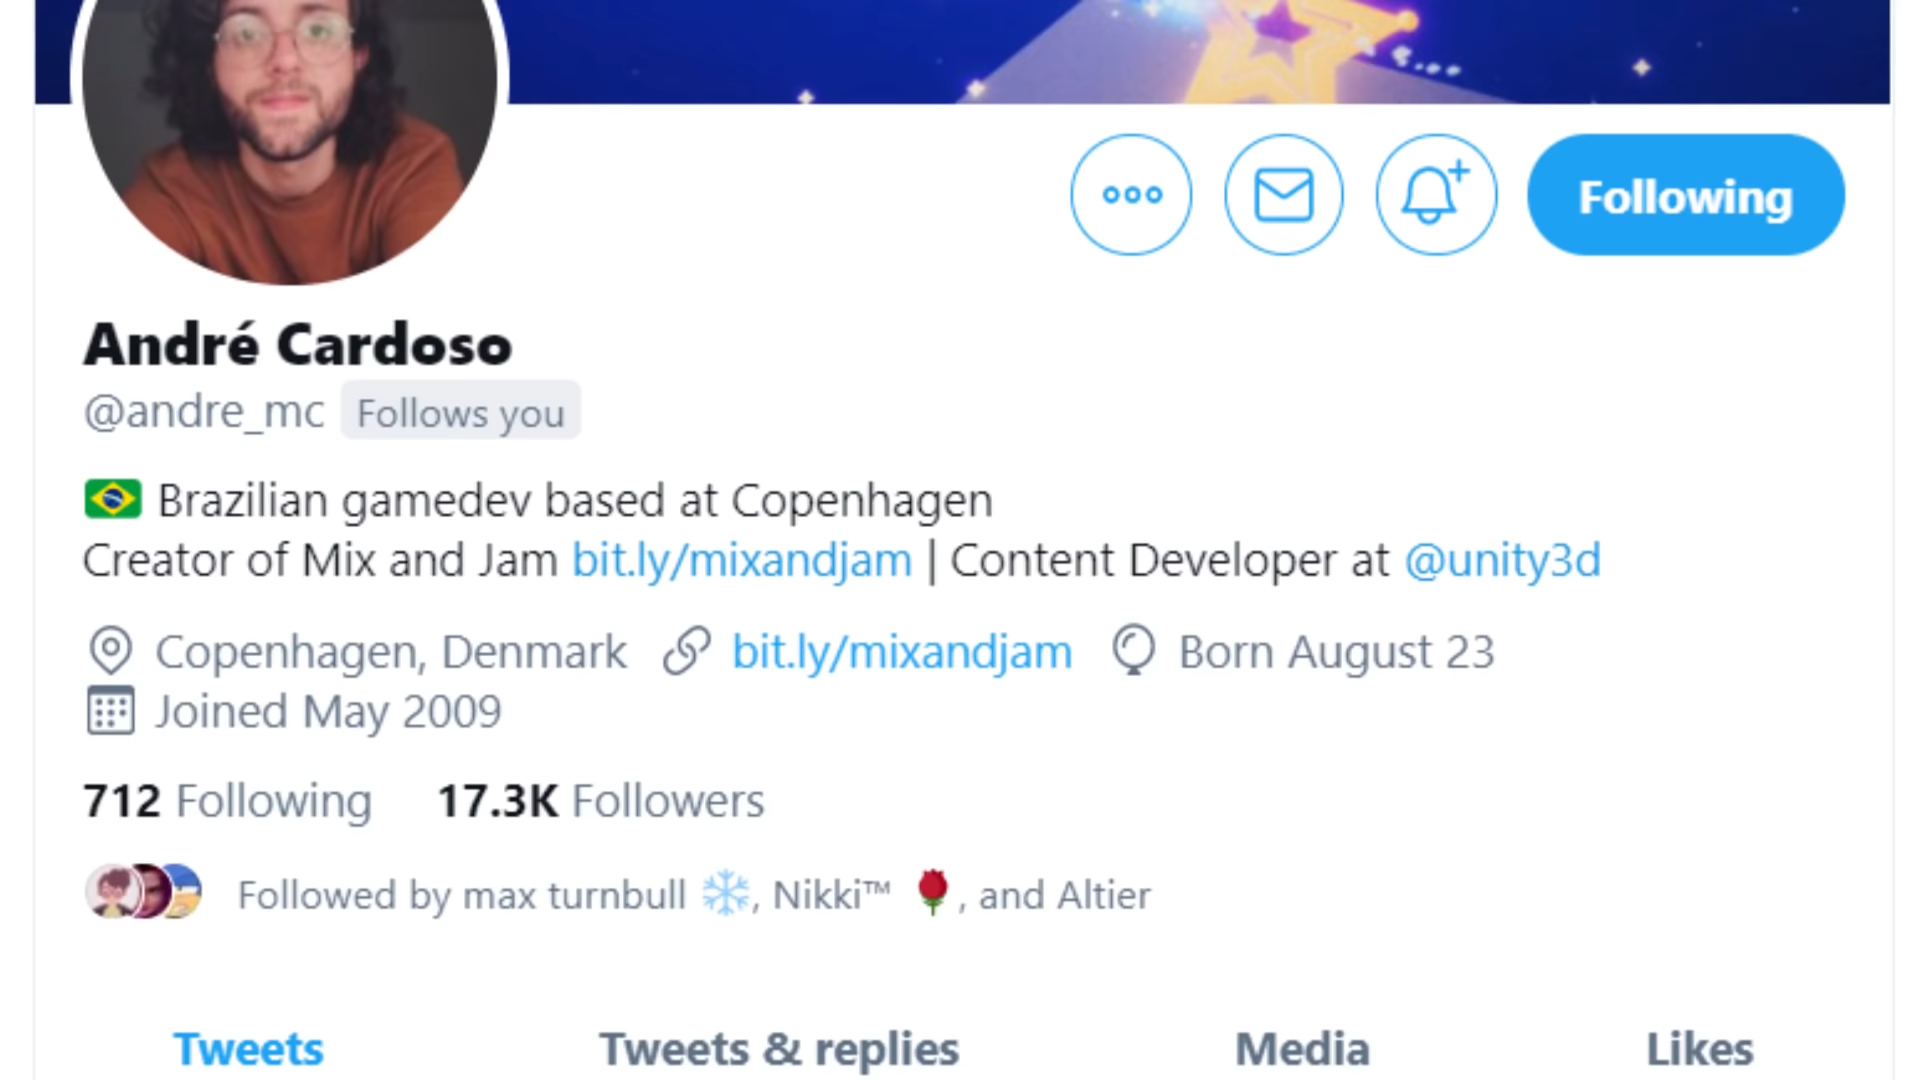 Following
André Cardoso
@andre_mc Follows you
🇧🇷 Brazilian gamedev based at Copenhagen
Creator of Mix and Jam bit.ly/mixandjam | Content Developer at @unity3d
Copenhagen, Denmark bit.ly/mixandjam Born August 23
Joined May 2009
712 Following 17.3K Followers
Followed by max turnbull ❄️, Nikki™ 🌹, and Altier
Tweets Tweets & replies Media Likes